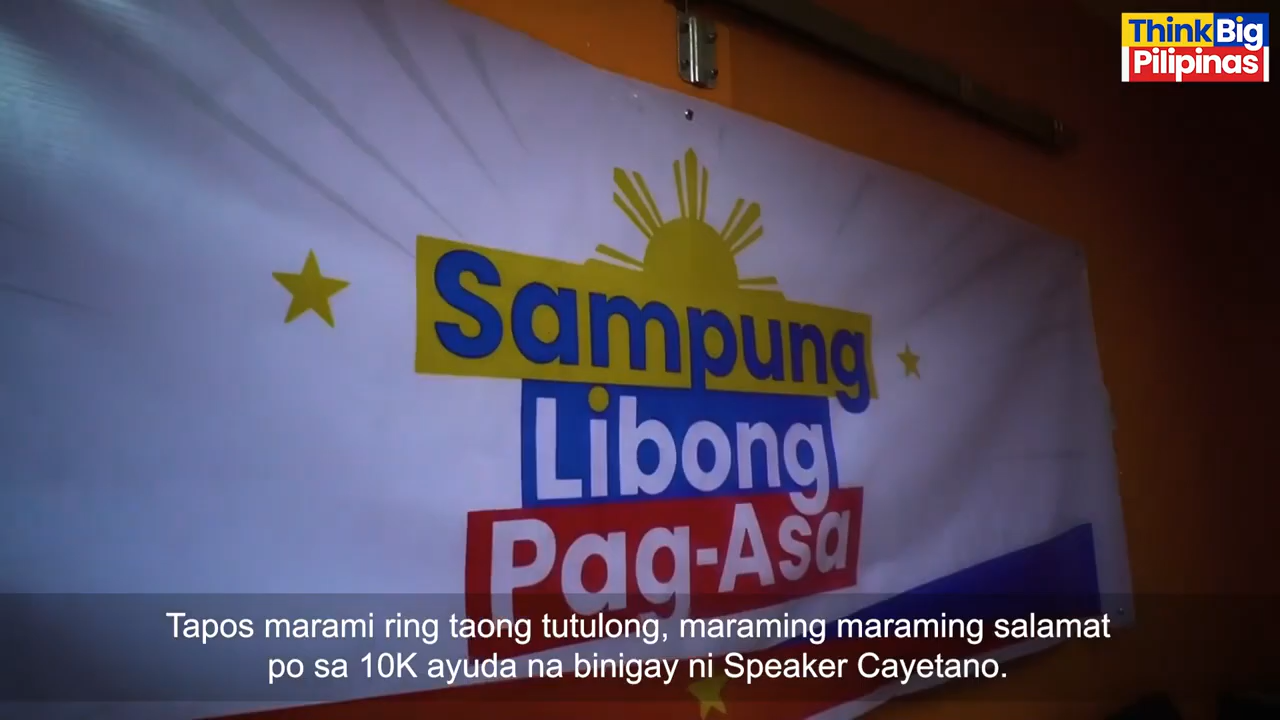 Think Big
Pilipinas
Sampung
Libong
Pag-Asa
Tapos marami ring taong tutulong, maraming maraming salamat
po sa 10K ayuda na binigay ni Speaker Cayetano.